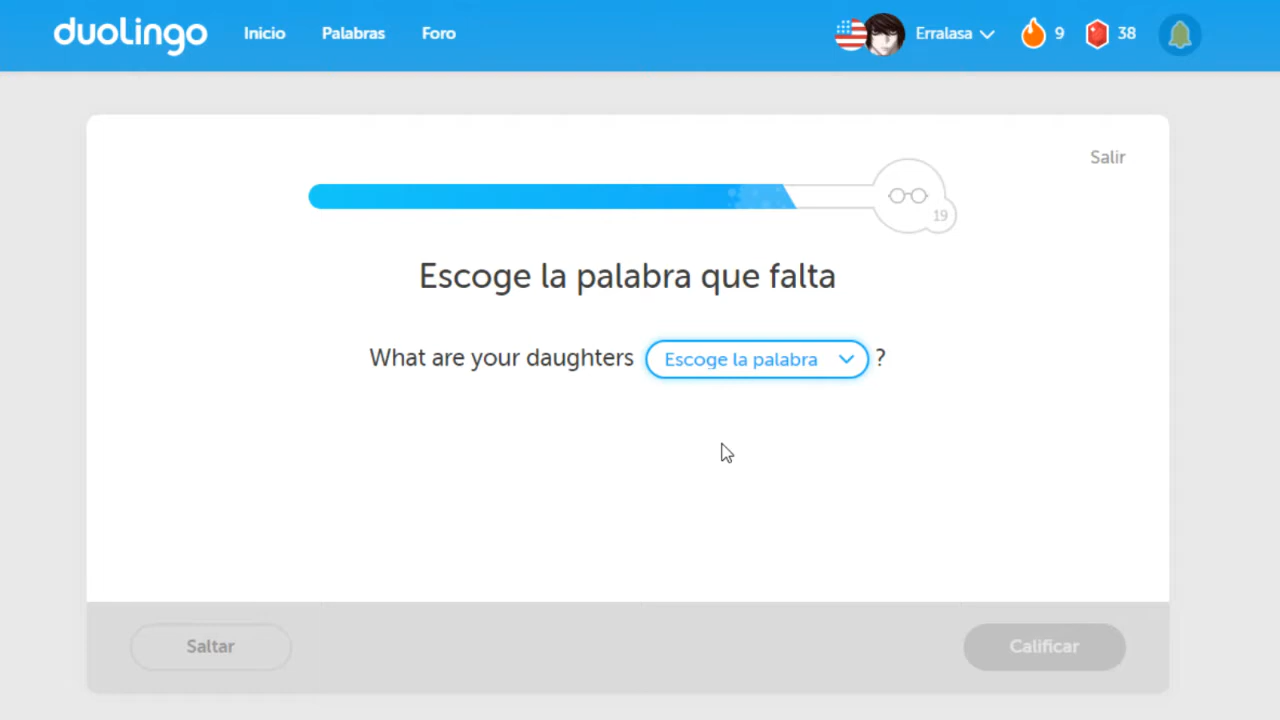 duolingo Inicio Palabras Foro Erralasa 9 38
Salir
19
Escoge la palabra que falta
What are your daughters Escoge la palabra ?
Saltar Calificar